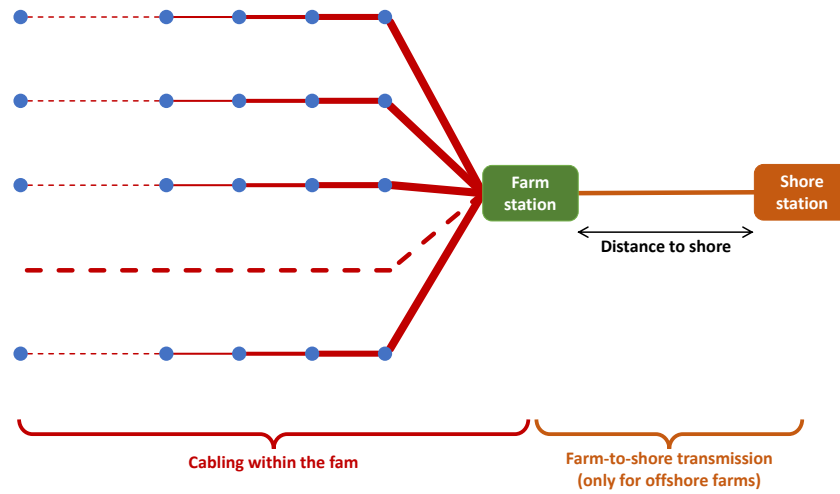 Farm
station
Shore
station
Distance to shore
Cabling within the fam
Farm-to-shore transmission
(only for offshore farms)